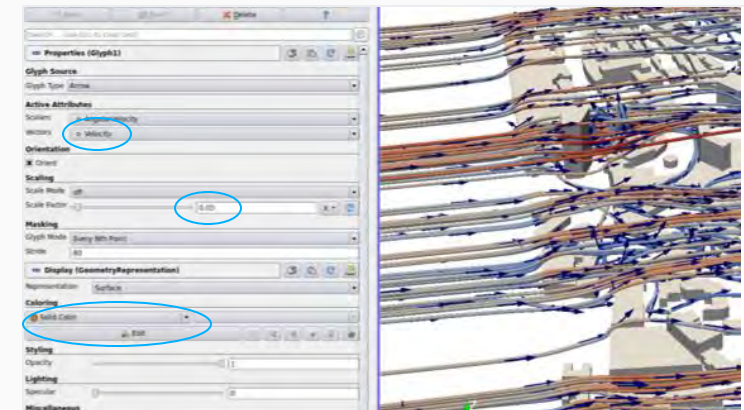 Delete ?
Properties (Glyph1)
Glyph Source
Glyph Type Arrow
Active Attributes
Scalars AngularVelocity
Vectors Velocity
Orientation
Orient
Scaling
Scale Mode off
Scale Factor 0.05 X
Masking
Glyph Mode Every Nth Point
Stride
Display (GeometryRepresentation)
Representation Surface
Coloring
Solid Color
Edit
Styling
Opacity 1
Lighting
Specular 0
Miscellaneous